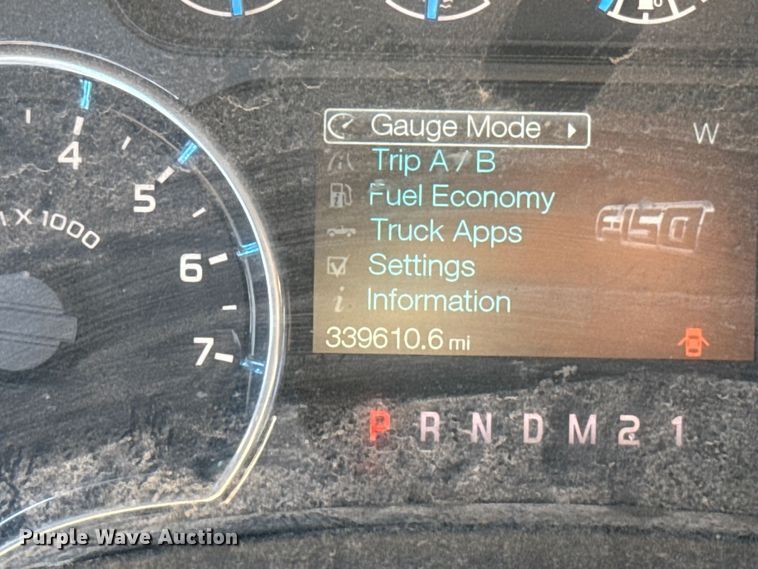 Gauge Mode
W
Trip A / B
Fuel Economy
F150
Truck Apps
Settings
Information
339610.6 mi
P R N D M 2 1
4
5
6
7
X 1000
Purple Wave Auction